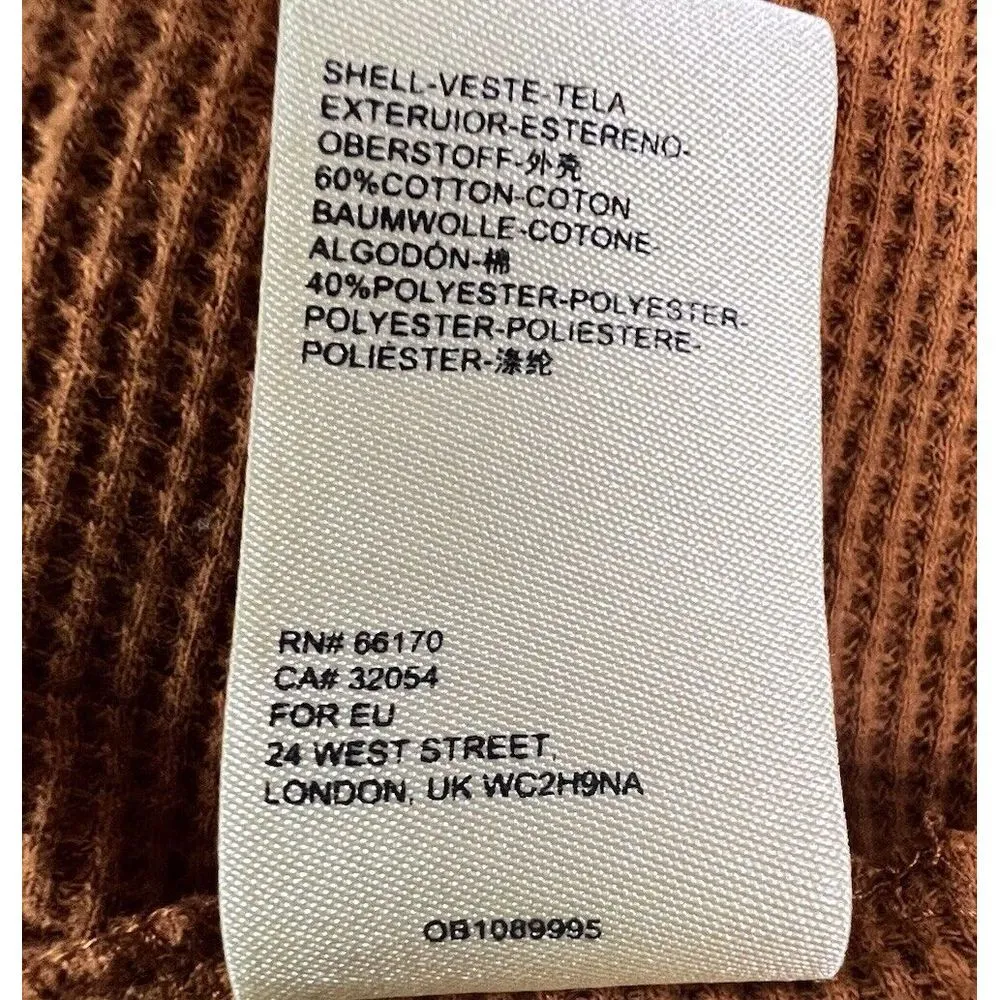 SHELL-VESTE-TELA
EXTERUIOR-ESTERENO-
OBERSTOFF-外壳
60%COTTON-COTON
BAUMWOLLE-COTONE-
ALGODÓN-棉
40%POLYESTER-POLYESTER-
POLYESTER-POLIESTERE-
POLIESTER-涤纶
RN# 66170
CA# 32054
FOR EU
24 WEST STREET,
LONDON, UK WC2H9NA
OB1089995